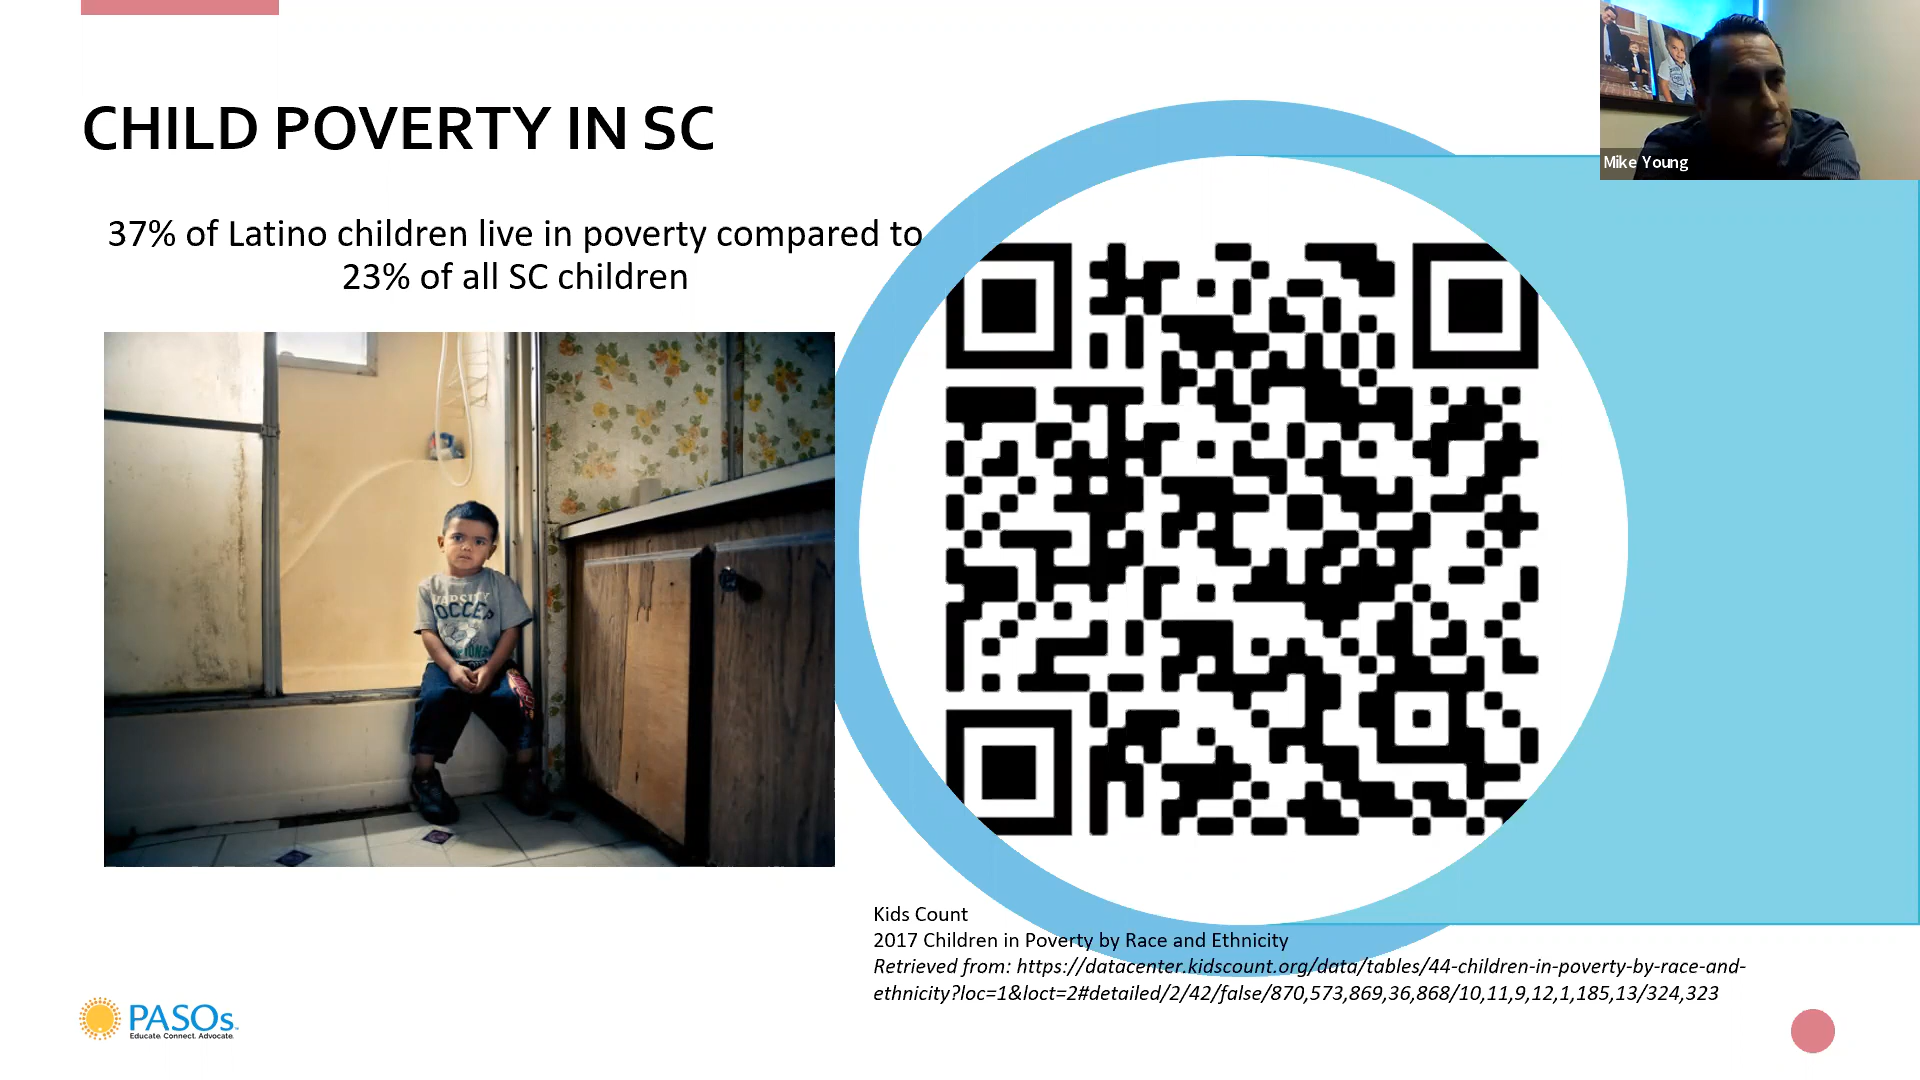 CHILD POVERTY IN SC
Mike Young
37% of Latino children live in poverty compared to
23% of all SC children
VARSITY
SOCCER
Kids Count
2017 Children in Poverty by Race and Ethnicity
Retrieved from: https://datacenter.kidscount.org/data/tables/44-children-in-poverty-by-race-and-
ethnicity?loc=1&loct=2#detailed/2/42/false/870,573,869,36,868/10,11,9,12,1,185,13/324,323
PASOs
Educate. Connect. Advocate.